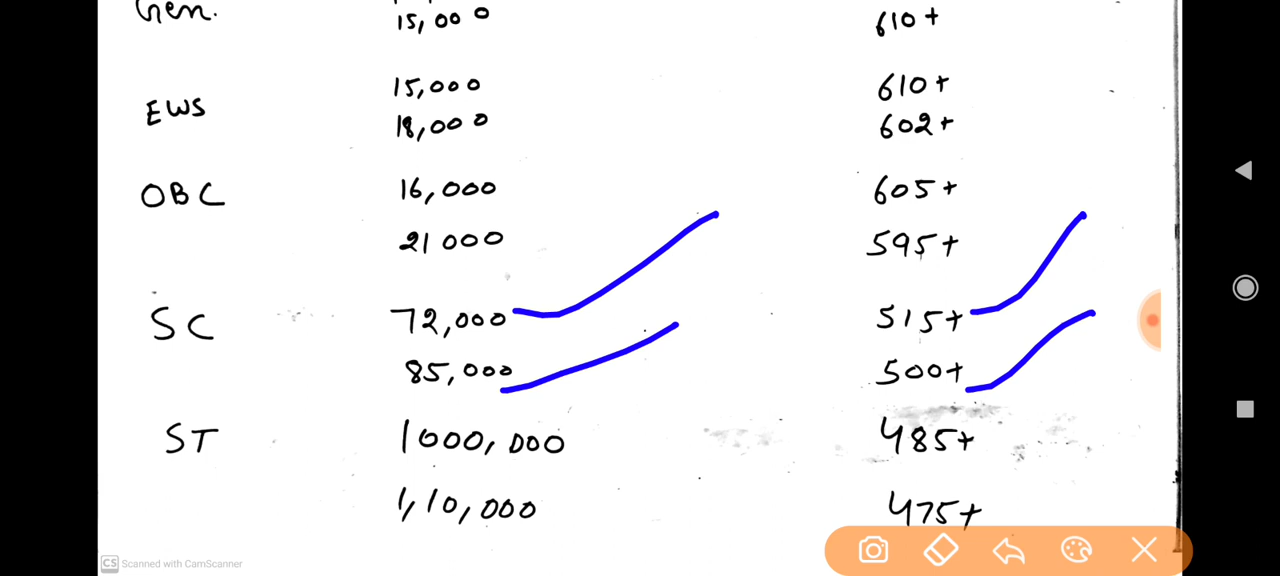 Gen. 15,000 610+
15,000 610+
EWS
18,000 602+
OBC 16,000 605+
21000 595+
SC 72,000 515+
85,000 500+
ST 1000,000 485+
1,10,000 475+
CS Scanned with CamScanner